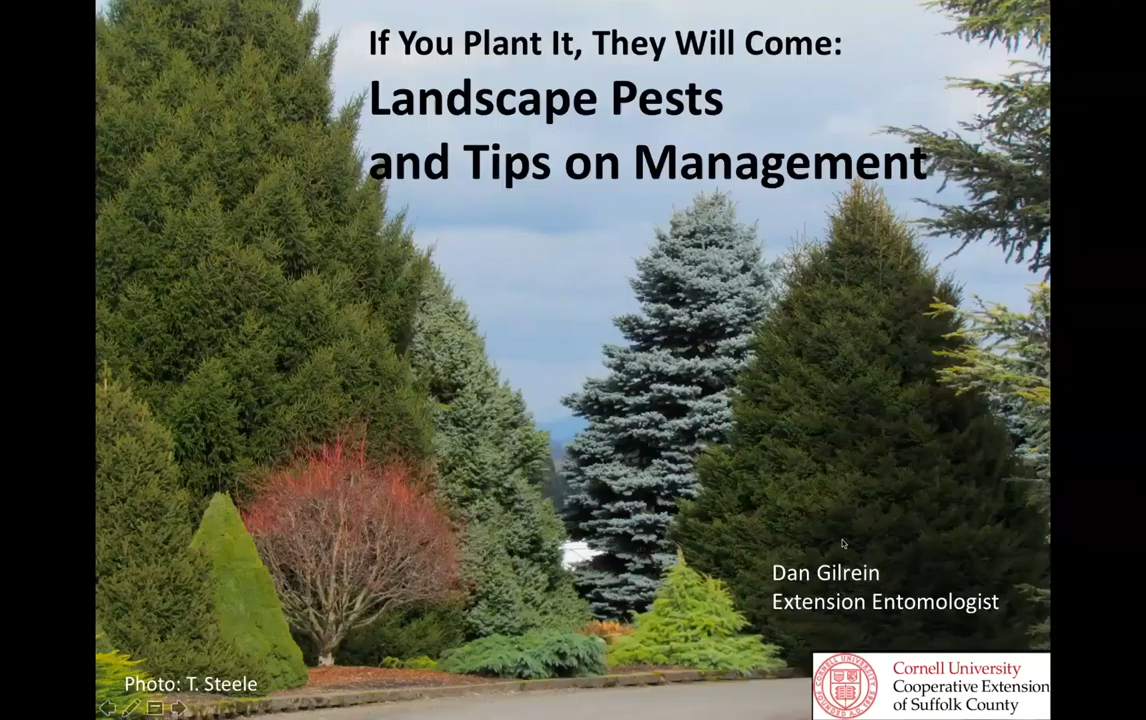 If You Plant It, They Will Come:
Landscape Pests
and Tips on Management
Dan Gilrein
Extension Entomologist
Photo: T. Steele
Cornell University
Cooperative Extension
of Suffolk County